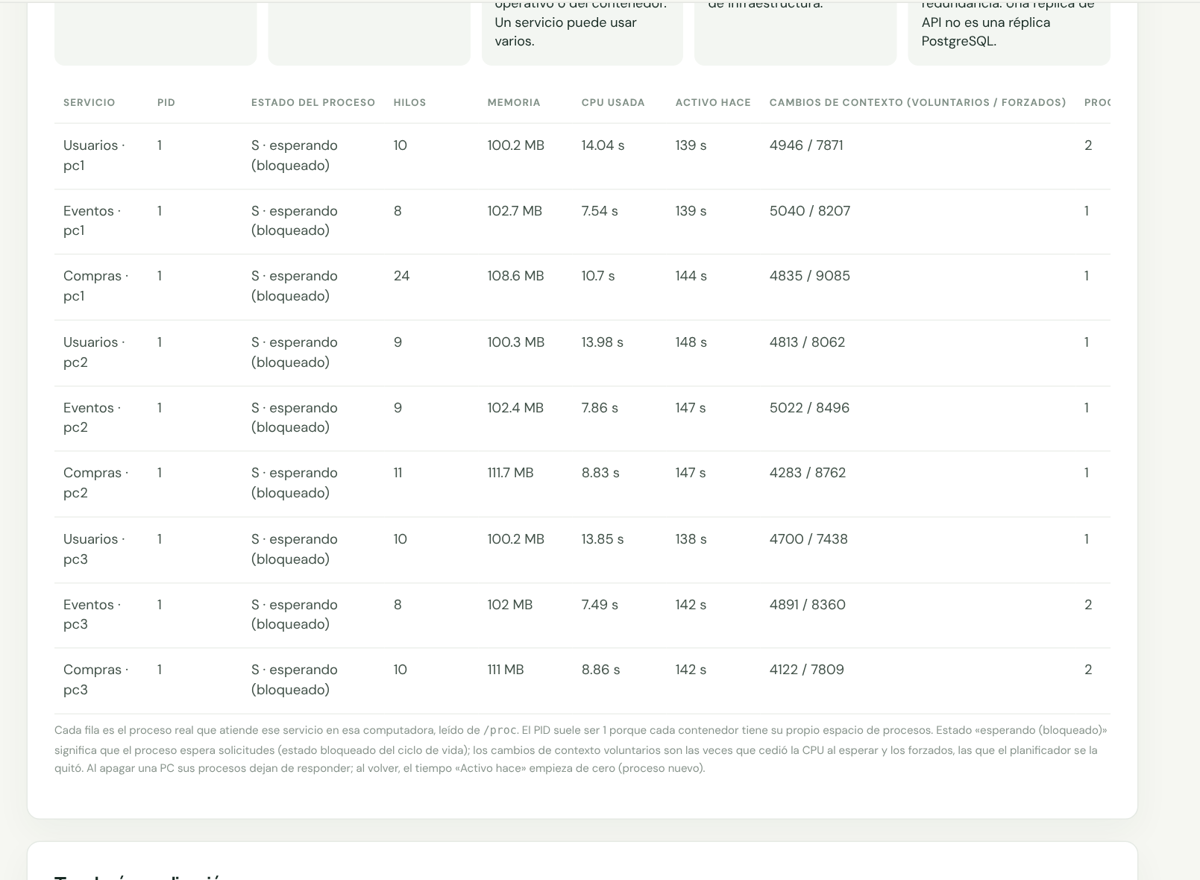 operativo o del contenedor.
Un servicio puede usar
varios.
de infraestructura.
redundancia. Una réplica de
API no es una réplica
PostgreSQL.
SERVICIO PID ESTADO DEL PROCESO HILOS MEMORIA CPU USADA ACTIVO HACE CAMBIOS DE CONTEXTO (VOLUNTARIOS / FORZADOS)
Usuarios · pc1 1 S · esperando (bloqueado) 10 100.2 MB 14.04 s 139 s 4946 / 7871 2
Eventos · pc1 1 S · esperando (bloqueado) 8 102.7 MB 7.54 s 139 s 5040 / 8207 1
Compras · pc1 1 S · esperando (bloqueado) 24 108.6 MB 10.7 s 144 s 4835 / 9085 1
Usuarios · pc2 1 S · esperando (bloqueado) 9 100.3 MB 13.98 s 148 s 4813 / 8062 1
Eventos · pc2 1 S · esperando (bloqueado) 9 102.4 MB 7.86 s 147 s 5022 / 8496 1
Compras · pc2 1 S · esperando (bloqueado) 11 111.7 MB 8.83 s 147 s 4283 / 8762 1
Usuarios · pc3 1 S · esperando (bloqueado) 10 100.2 MB 13.85 s 138 s 4700 / 7438 1
Eventos · pc3 1 S · esperando (bloqueado) 8 102 MB 7.49 s 142 s 4891 / 8360 2
Compras · pc3 1 S · esperando (bloqueado) 10 111 MB 8.86 s 142 s 4122 / 7809 2
Cada fila es el proceso real que atiende ese servicio en esa computadora, leído de /proc. El PID suele ser 1 porque cada contenedor tiene su propio espacio de procesos. Estado «esperando (bloqueado)»
significa que el proceso espera solicitudes (estado bloqueado del ciclo de vida); los cambios de contexto voluntarios son las veces que cedió la CPU al esperar y los forzados, las que el planificador se la
quitó. Al apagar una PC sus procesos dejan de responder; al volver, el tiempo «Activo hace» empieza de cero (proceso nuevo).